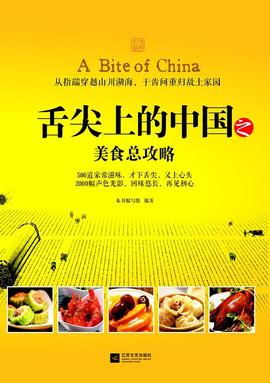 A Bite of China
从指端穿越山川湖海，于齿间重归故土家园
舌尖上的中国之
美食总攻略
500道家常滋味，才下舌尖，又上心头
2000幅声色光影，回味悠长，再见初心
本书编写组 编著
江苏文艺出版社